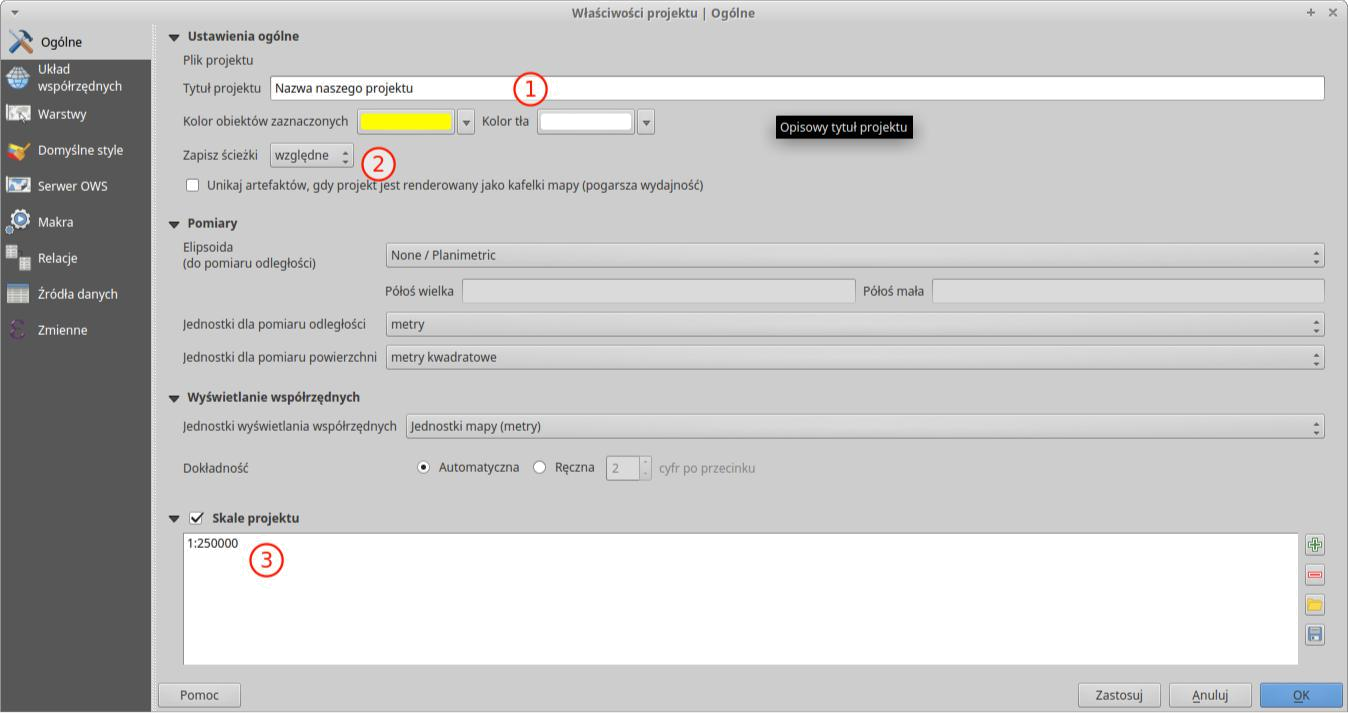 Właściwości projektu | Ogólne
Ogólne
Układ
współrzędnych
Warstwy
Domyślne style
Serwer OWS
Makra
Relacje
Źródła danych
Zmienne
Ustawienia ogólne
Plik projektu
Tytuł projektu Nazwa naszego projektu 1
Kolor obiektów zaznaczonych Kolor tła
Opisowy tytuł projektu
Zapisz ścieżki względne 2
Unikaj artefaktów, gdy projekt jest renderowany jako kafelki mapy (pogarsza wydajność)
Pomiary
Elipsoida
(do pomiaru odległości) None / Planimetric
Półoś wielka Półoś mała
Jednostki dla pomiaru odległości metry
Jednostki dla pomiaru powierzchni metry kwadratowe
Wyświetlanie współrzędnych
Jednostki wyświetlania współrzędnych Jednostki mapy (metry)
Dokładność Automatyczna Ręczna 2 cyfr po przecinku
Skale projektu
1:250000
3
Pomoc Zastosuj Anuluj OK